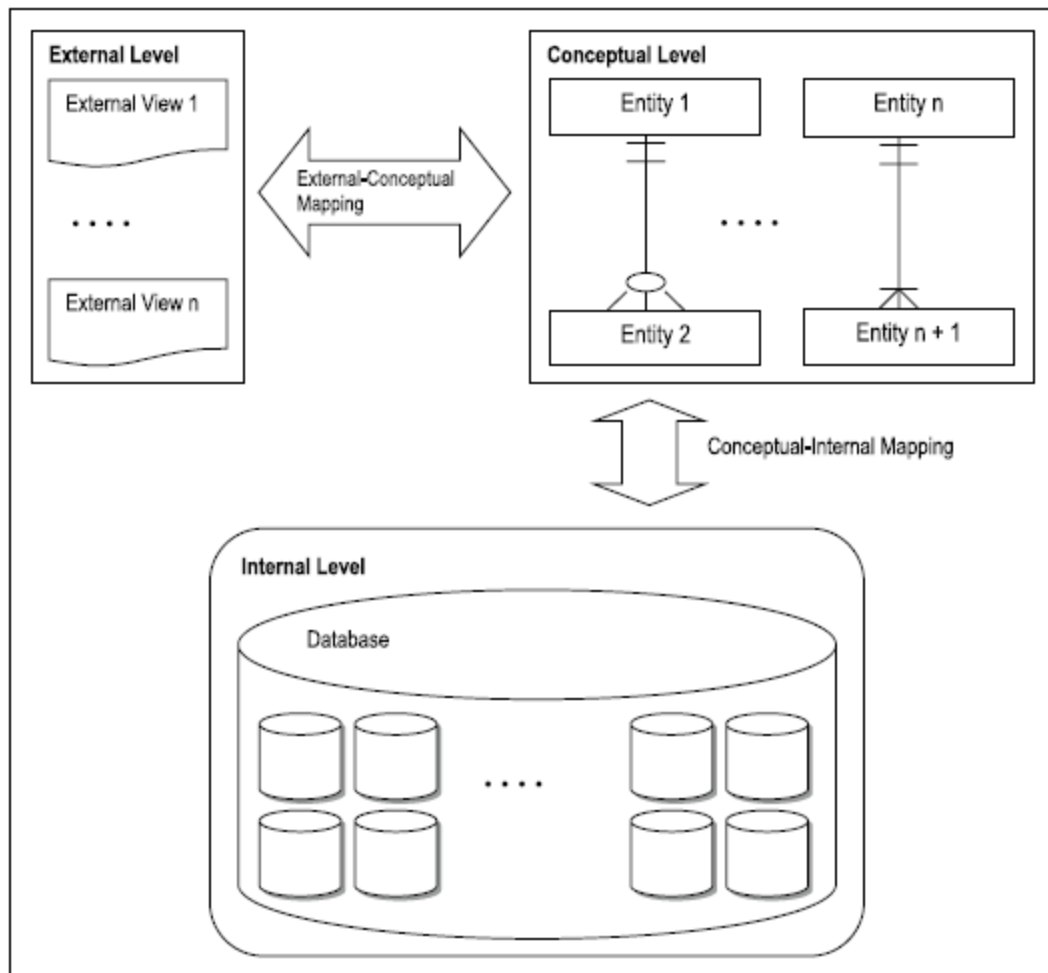 External Level
External View 1
. . . .
External View n
External-Conceptual
Mapping
Conceptual Level
Entity 1
Entity n
. . . .
Entity 2
Entity n + 1
Conceptual-Internal Mapping
Internal Level
Database
. . . .